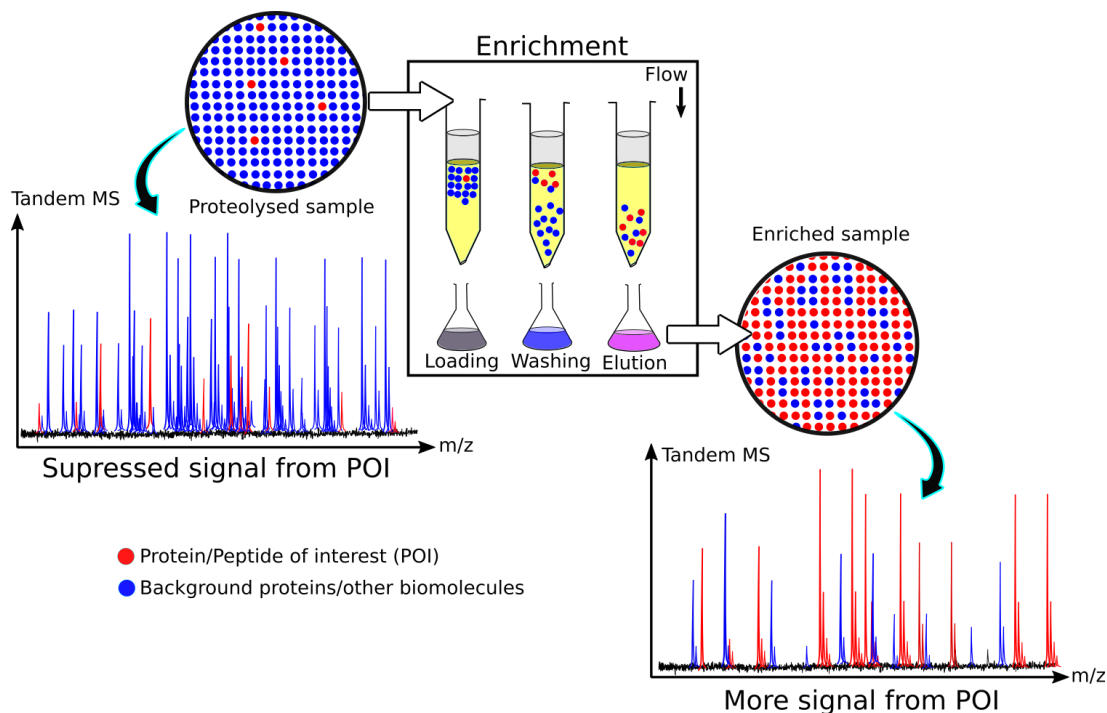 Enrichment
Flow
Proteolysed sample
Tandem MS
Loading
Washing
Elution
Enriched sample
m/z
Supressed signal from POI
Tandem MS
Protein/Peptide of interest (POI)
Background proteins/other biomolecules
m/z
More signal from POI